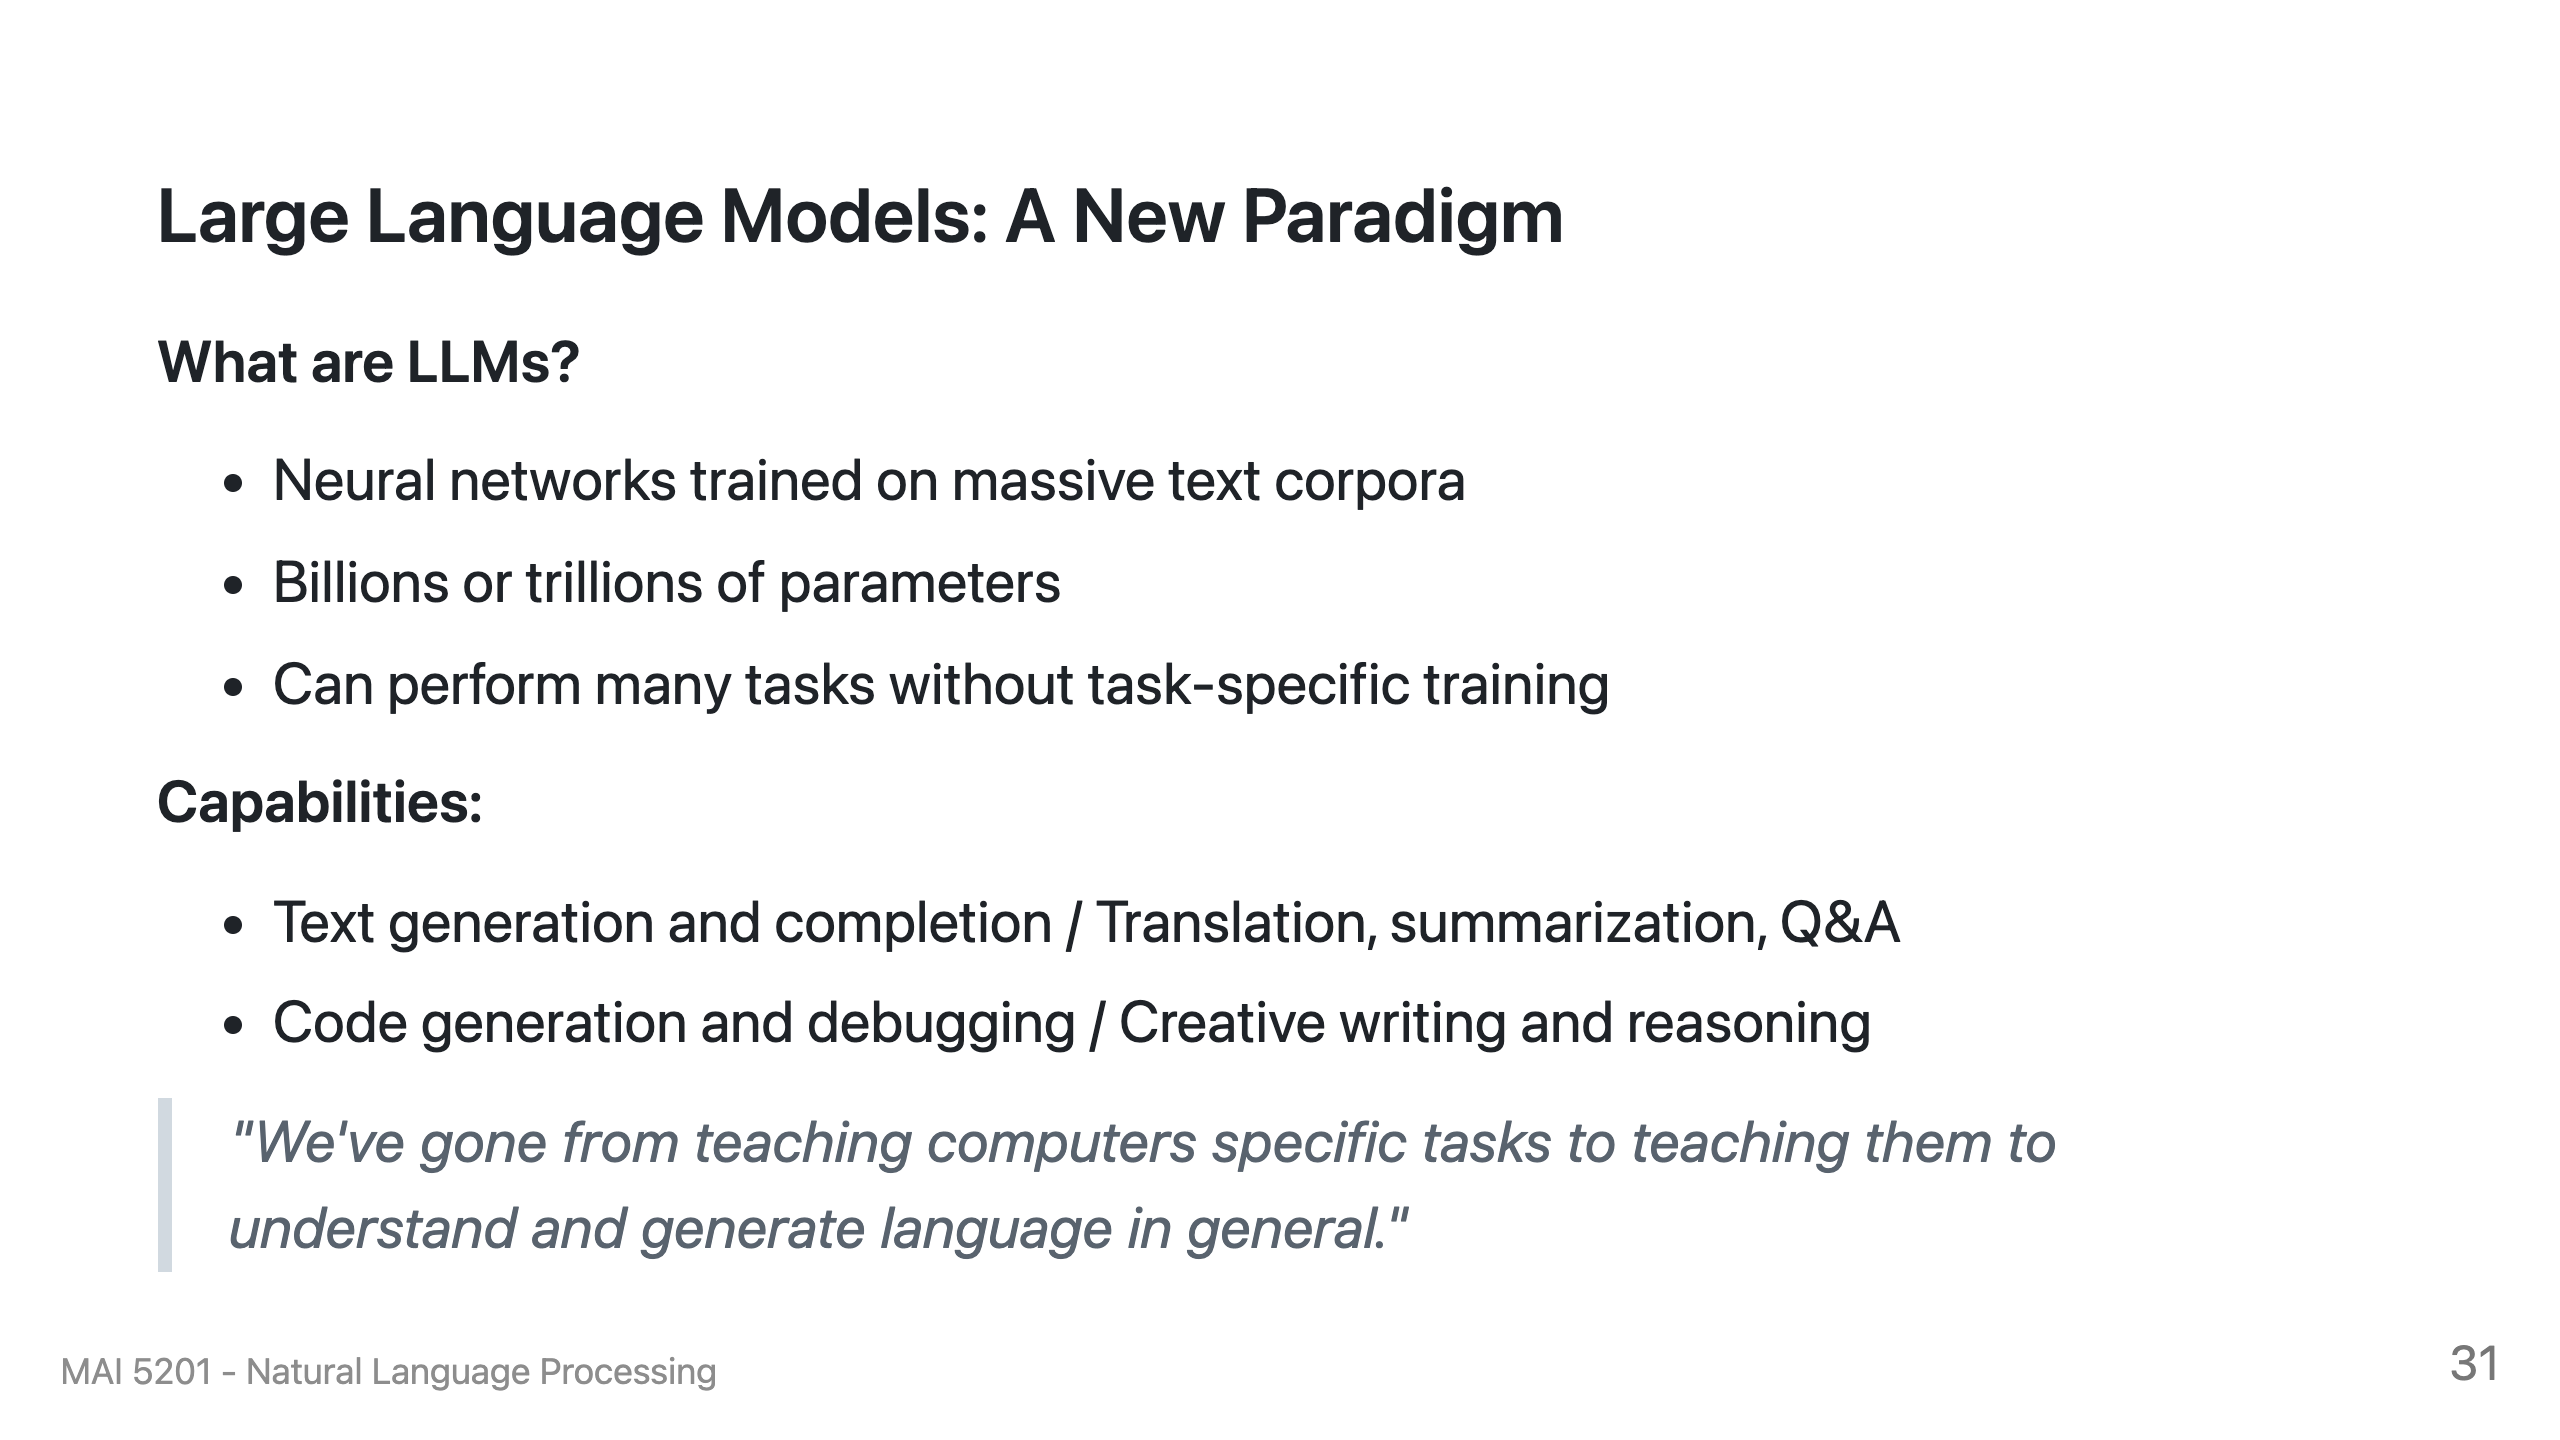 Large Language Models: A New Paradigm
What are LLMs?
• Neural networks trained on massive text corpora
• Billions or trillions of parameters
• Can perform many tasks without task-specific training
Capabilities:
• Text generation and completion / Translation, summarization, Q&A
• Code generation and debugging / Creative writing and reasoning
"We've gone from teaching computers specific tasks to teaching them to
understand and generate language in general."
MAI 5201 - Natural Language Processing
31